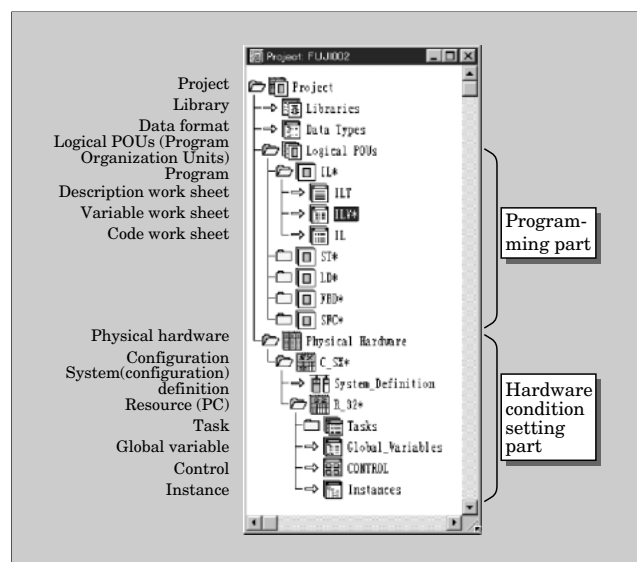 Project: FUJI002
Project
Library
Data format
Logical POUs (Program
Organization Units)
Program
Description work sheet
Variable work sheet
Code work sheet
Physical hardware
Configuration
System(configuration)
definition
Resource (PC)
Task
Global variable
Control
Instance
Project
Libraries
Data Types
Logical POUs
IL*
ILT
ILV*
IL
ST*
LD*
FBD*
SFC*
Physical Hardware
C_SX*
System_Definition
R_32*
Tasks
Global_Variables
CONTROL
Instances
Program-
ming part
Hardware
condition
setting
part